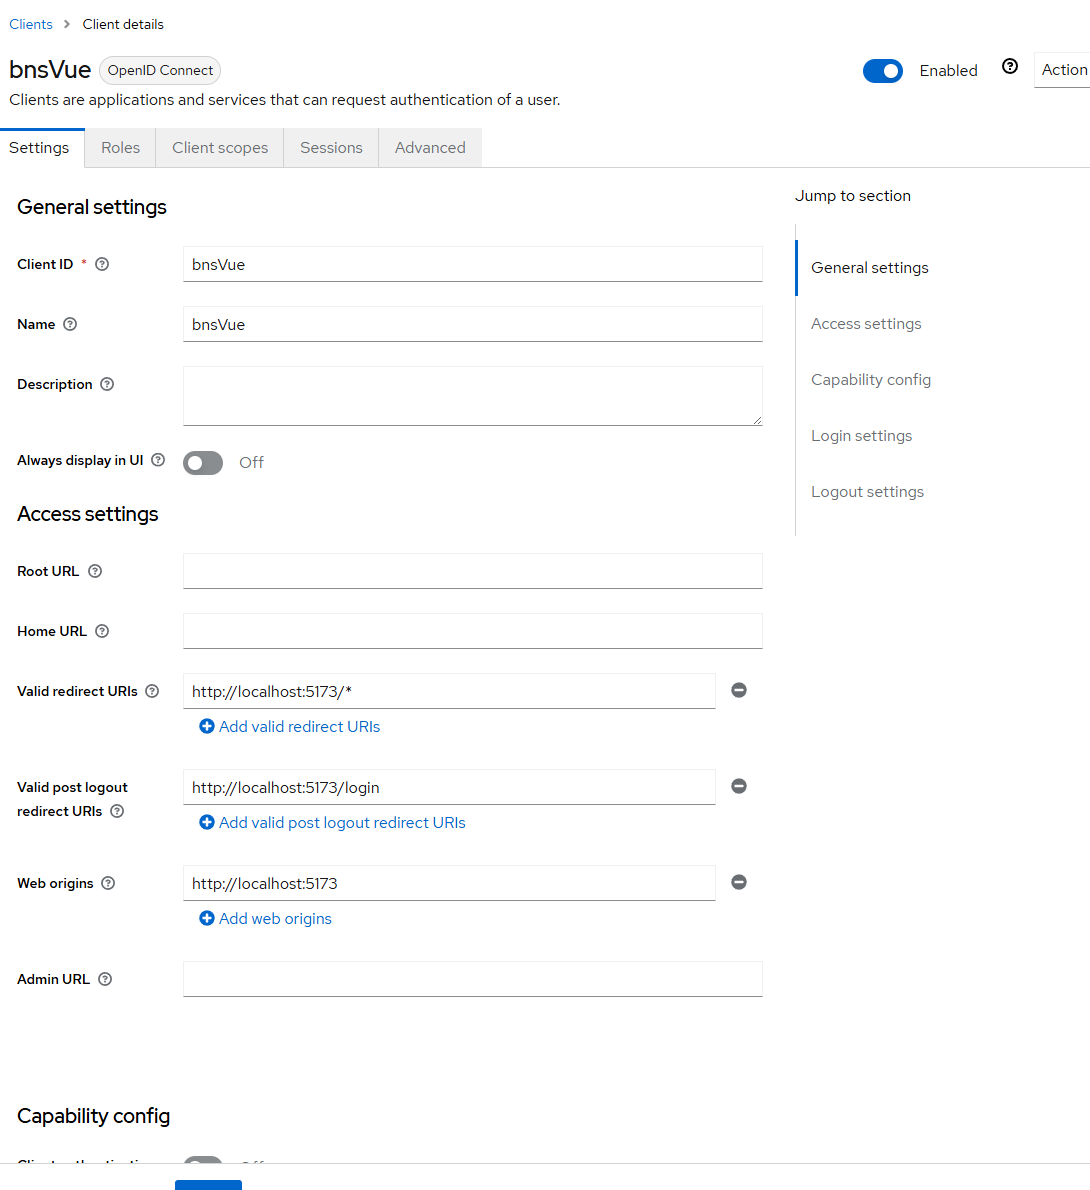 Clients > Client details
bnsVue OpenID Connect Enabled Action
Clients are applications and services that can request authentication of a user.
Settings Roles Client scopes Sessions Advanced
General settings
Client ID * bnsVue
Name bnsVue
Description
Always display in UI Off
Access settings
Root URL
Home URL
Valid redirect URIs http://localhost:5173/*
Add valid redirect URIs
Valid post logout
redirect URIs http://localhost:5173/login
Add valid post logout redirect URIs
Web origins http://localhost:5173
Add web origins
Admin URL
Capability config
Jump to section
General settings
Access settings
Capability config
Login settings
Logout settings